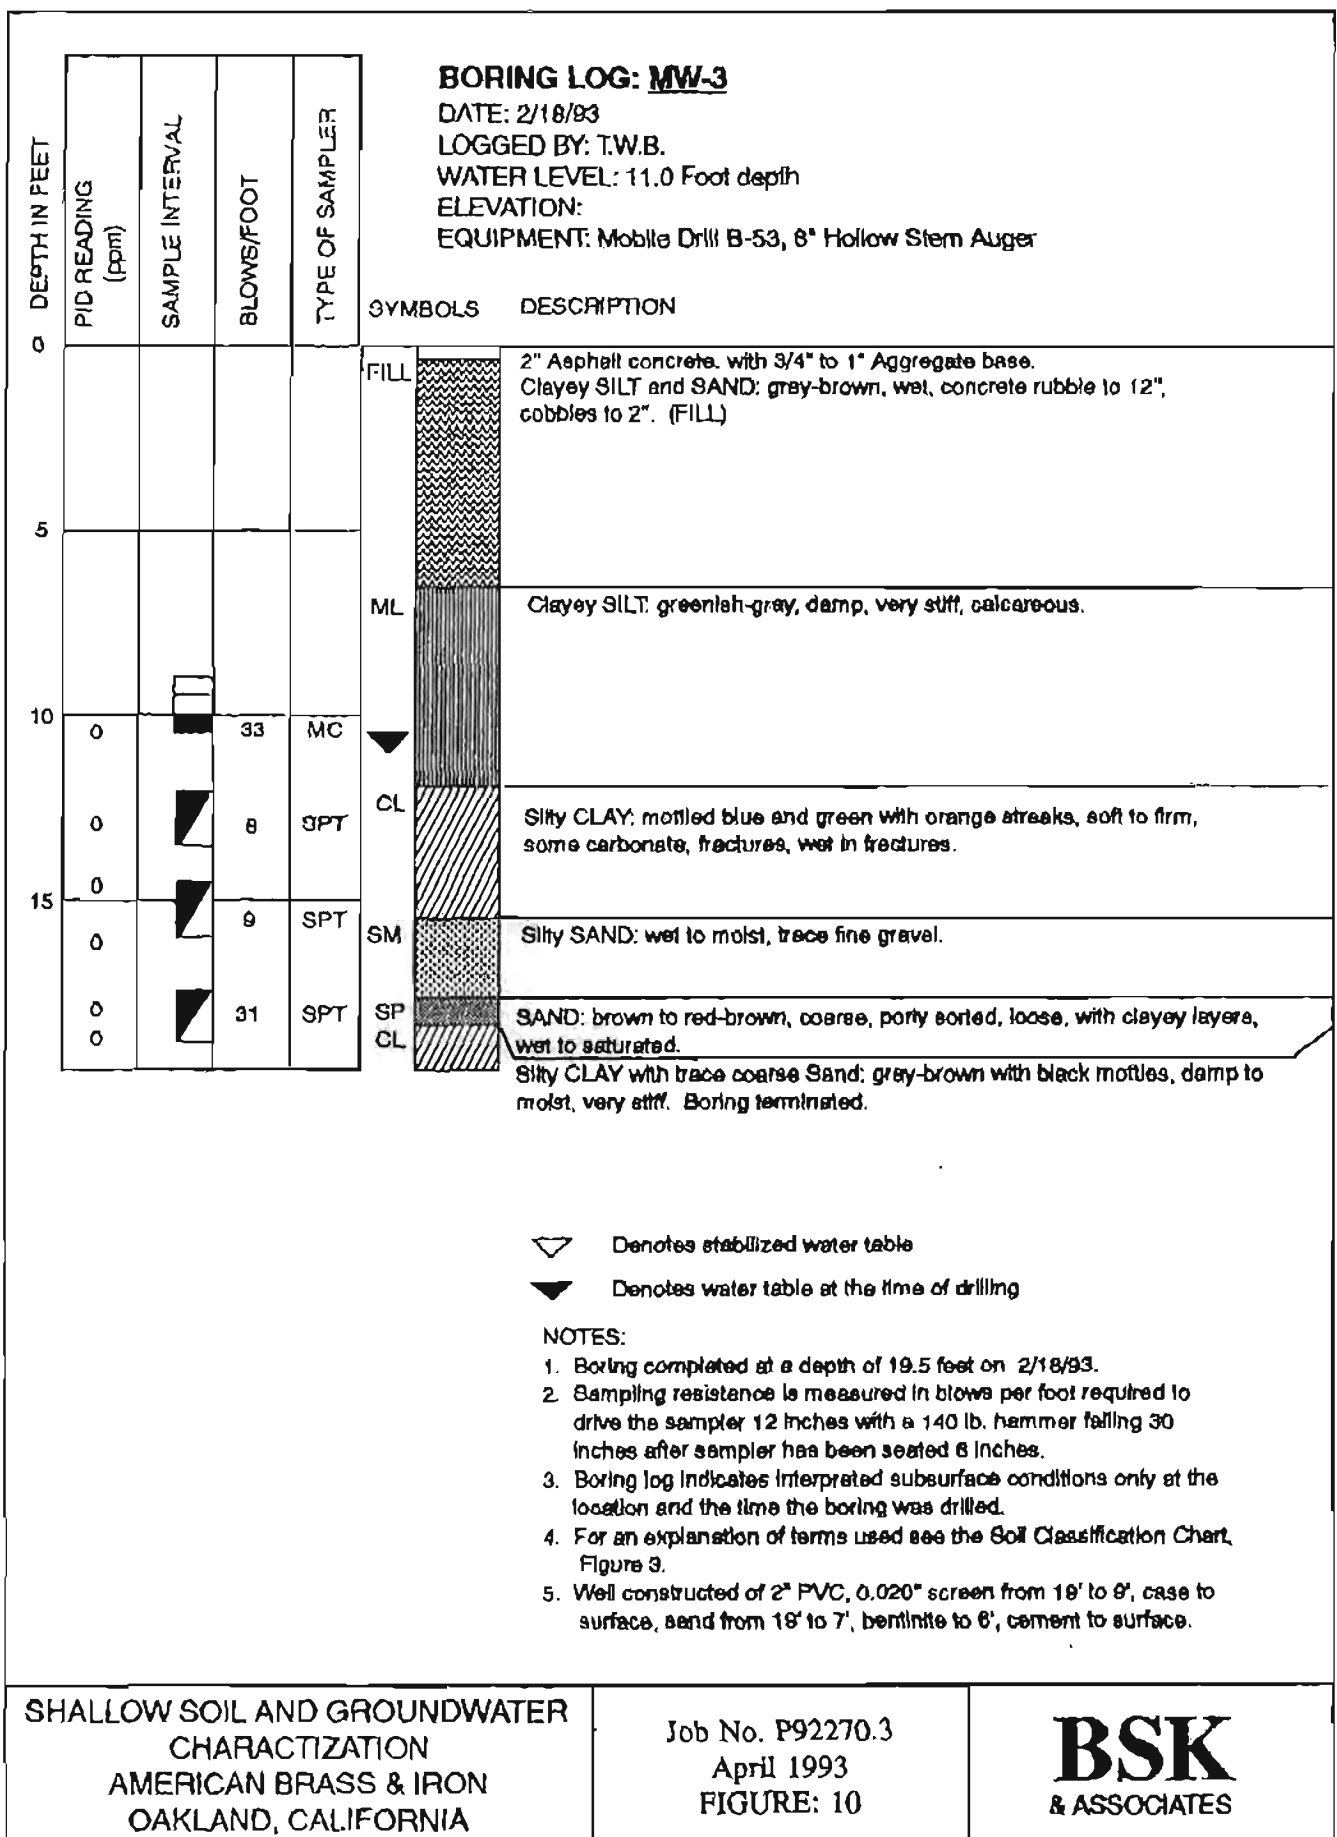 BORING LOG: MW-3
DATE: 2/18/93
LOGGED BY: T.W.B.
WATER LEVEL: 11.0 Foot depth
ELEVATION:
EQUIPMENT: Mobile Drill B-53, 8" Hollow Stem Auger
DEPTH IN FEET
PID READING
(ppm)
SAMPLE INTERVAL
BLOWS/FOOT
TYPE OF SAMPLER
SYMBOLS DESCRIPTION
0
FILL
2" Asphalt concrete. with 3/4" to 1" Aggregate base.
Clayey SILT and SAND: gray-brown, wet, concrete rubble to 12",
cobbles to 2". (FILL)
5
ML
Clayey SILT: greenish-gray, damp, very stiff, calcareous.
10
0 33 MC
CL
0 8 SPT
Silty CLAY: mottled blue and green with orange streaks, soft to firm,
some carbonate, fractures, wet in fractures.
0
15
9 SPT
SM
0
Silty SAND: wet to moist, trace fine gravel.
0 31 SPT SP
SAND: brown to red-brown, coarse, porly sorted, loose, with clayey layers,
wet to saturated.
0 CL
Silty CLAY with trace coarse Sand: gray-brown with black mottles, damp to
moist, very stiff. Boring terminated.
Denotes stabilized water table
Denotes water table at the time of drilling
NOTES:
1. Boring completed at a depth of 19.5 feet on 2/18/93.
2. Sampling resistance is measured in blows per foot required to
drive the sampler 12 inches with a 140 lb. hammer falling 30
inches after sampler has been seated 6 inches.
3. Boring log indicates interpreted subsurface conditions only at the
location and the time the boring was drilled.
4. For an explanation of terms used see the Soil Classification Chart,
Figure 3.
5. Well constructed of 2" PVC, 0.020" screen from 19' to 9', case to
surface, sand from 19' to 7', bentinite to 6', cement to surface.
SHALLOW SOIL AND GROUNDWATER
CHARACTIZATION
AMERICAN BRASS & IRON
OAKLAND, CALIFORNIA
Job No. P92270.3
April 1993
FIGURE: 10
BSK
& ASSOCIATES